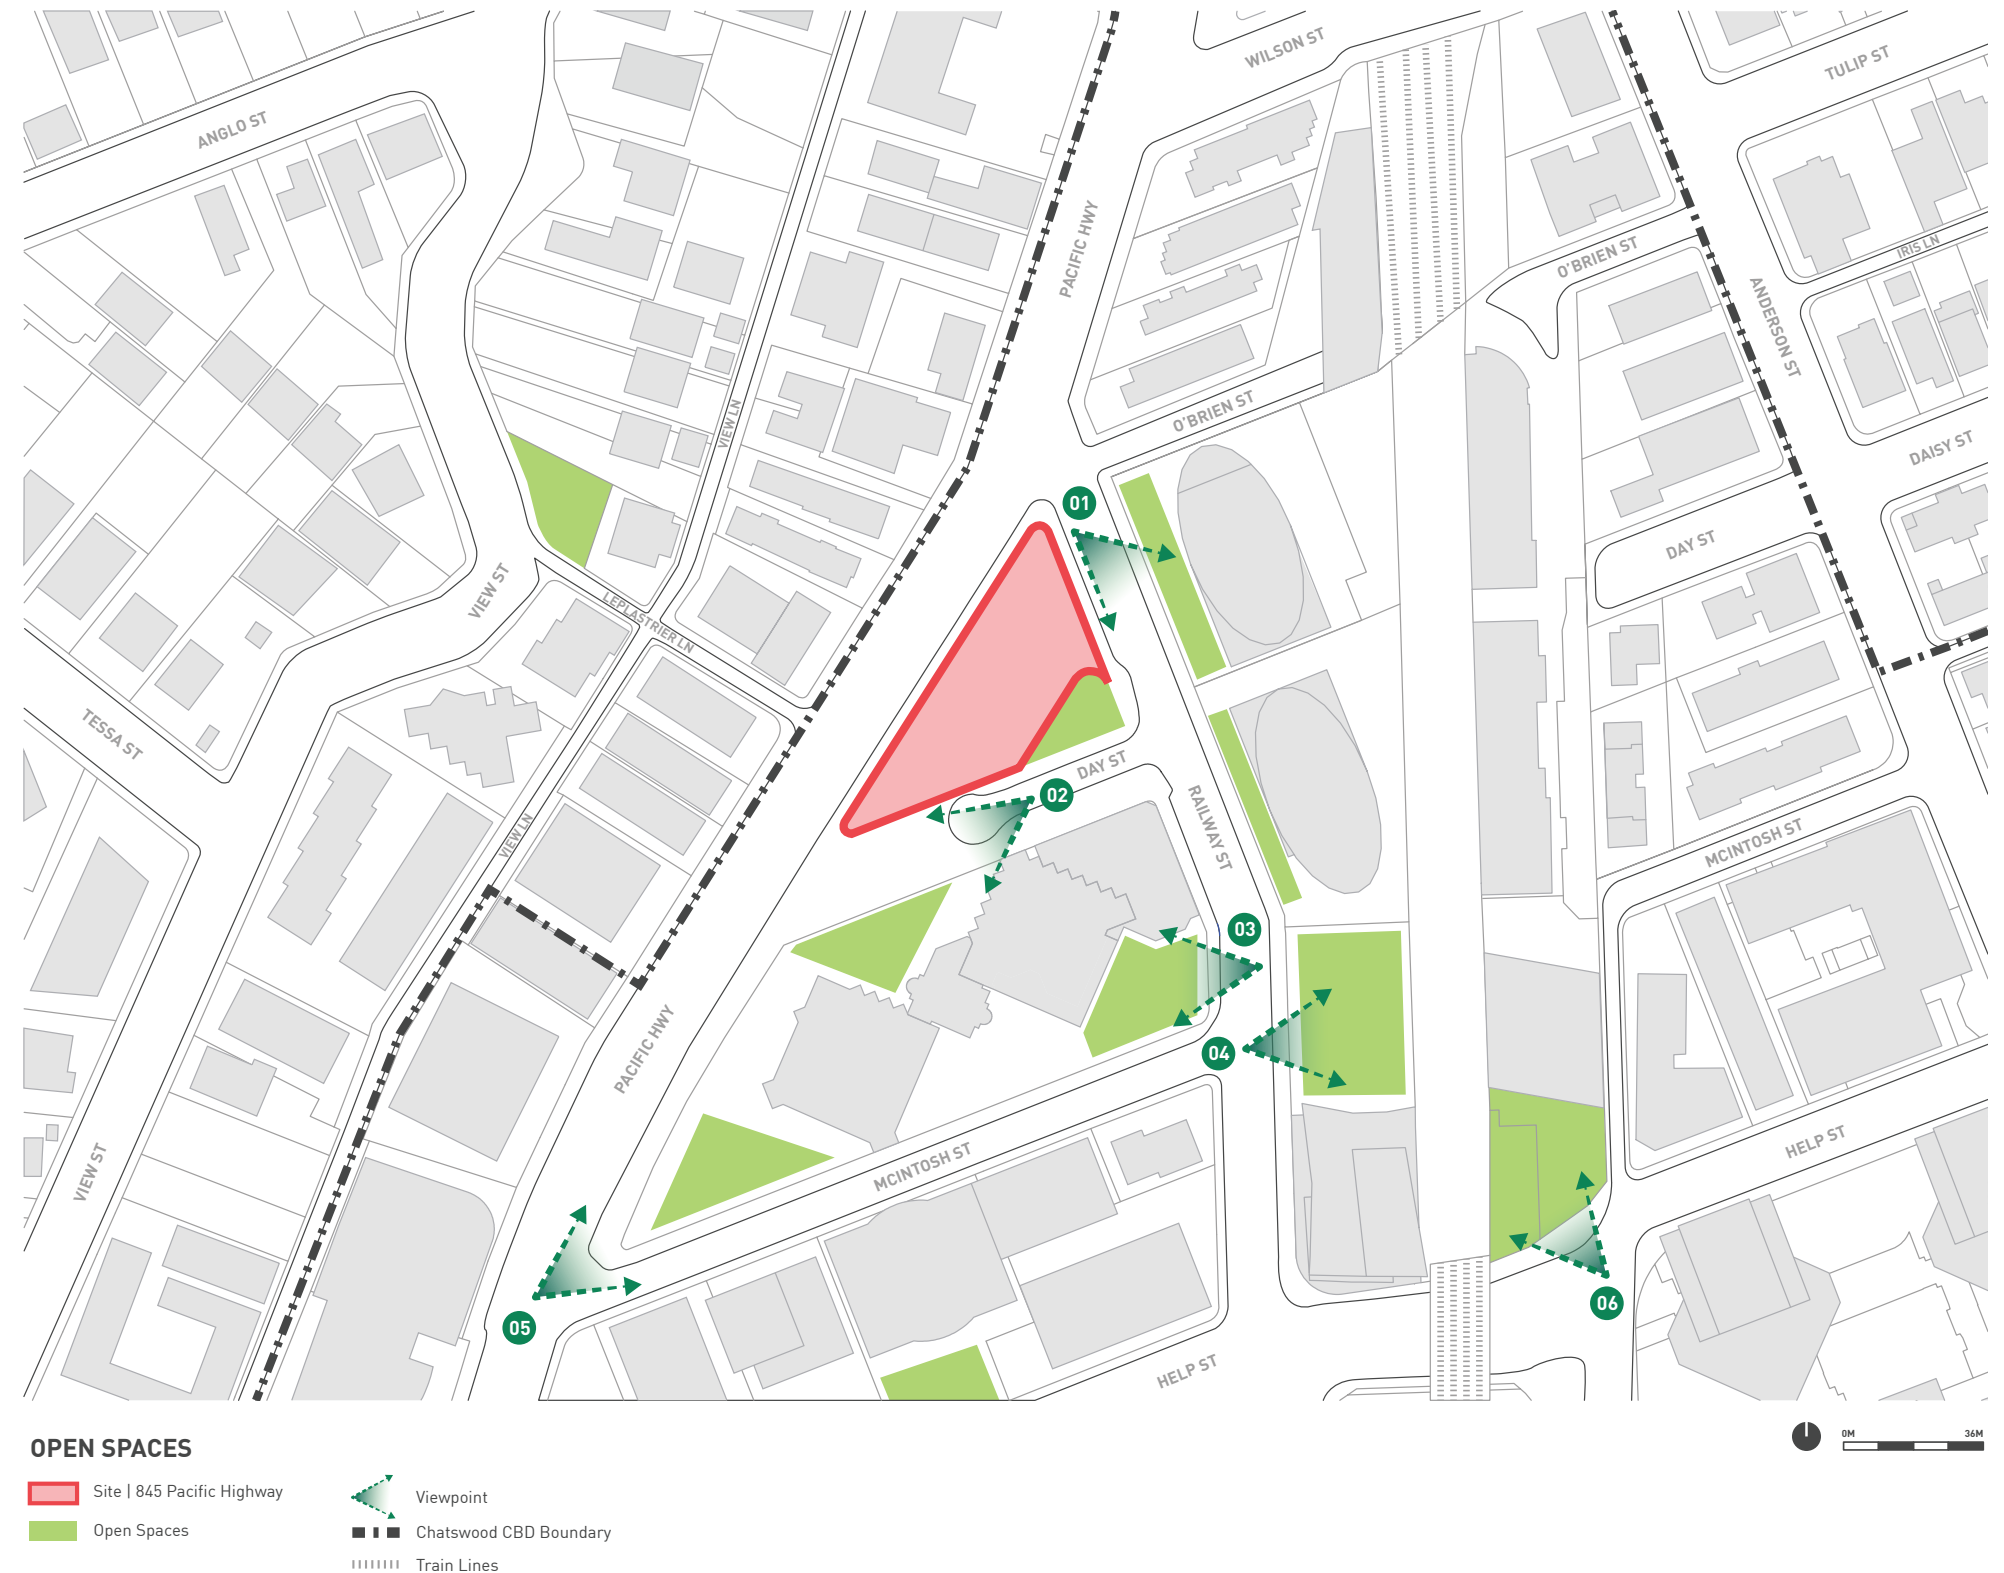 WILSON ST
TULIP ST
ANGLO ST
PACIFIC HWY
O'BRIEN ST
IRIS LN
ANDERSON ST
VIEW LN
O'BRIEN ST
DAISY ST
01
DAY ST
VIEW ST
LEPLASTRIER LN
TESSA ST
DAY ST
02
RAILWAY ST
VIEW LN
MCINTOSH ST
03
PACIFIC HWY
04
VIEW ST
MCINTOSH ST
HELP ST
05
06
HELP ST
OPEN SPACES
Site | 845 Pacific Highway
Open Spaces
Viewpoint
Chatswood CBD Boundary
Train Lines
0M
36M